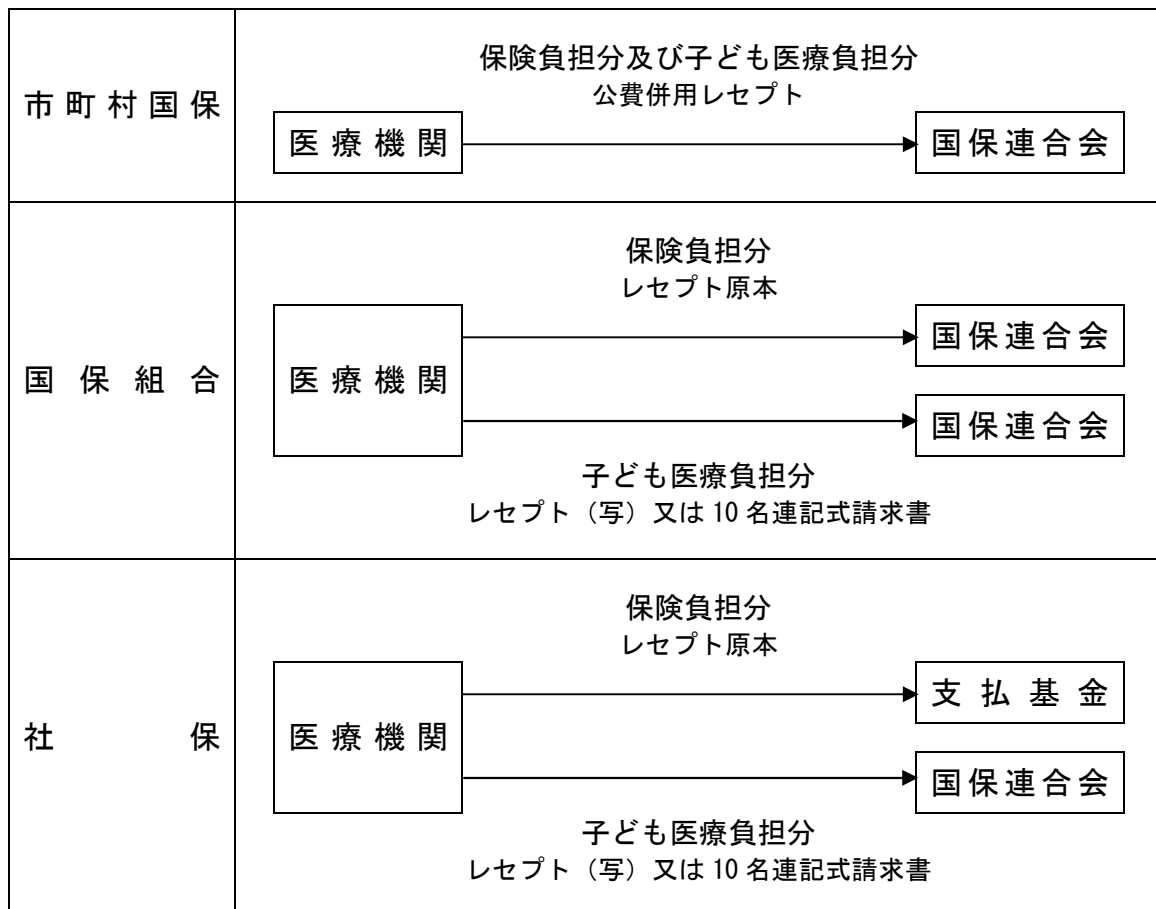 市町村国保
保険負担分及び子ども医療負担分
公費併用レセプト
医療機関
国保連合会
国保組合
保険負担分
レセプト原本
医療機関
国保連合会
国保連合会
子ども医療負担分
レセプト（写）又は10名連記式請求書
社保
保険負担分
レセプト原本
医療機関
支払基金
国保連合会
子ども医療負担分
レセプト（写）又は10名連記式請求書